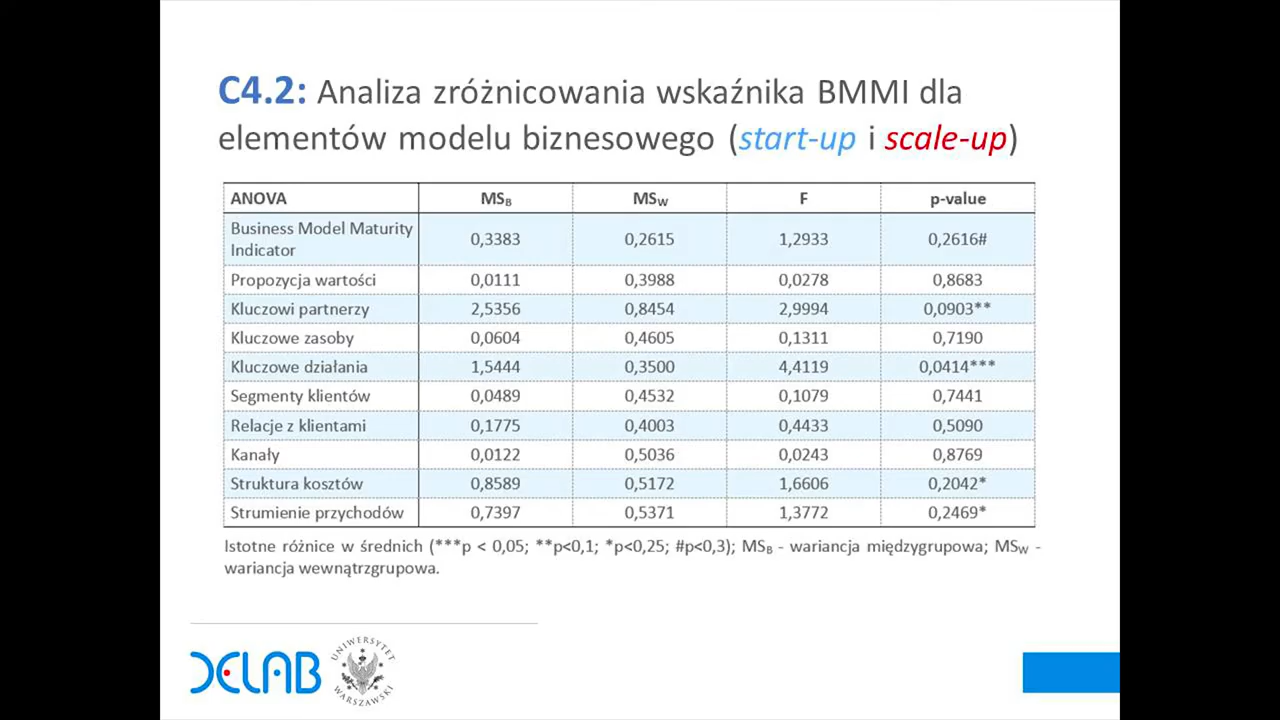 C4.2: Analiza zróżnicowania wskaźnika BMMI dla
elementów modelu biznesowego (start-up i scale-up)
ANOVA MSB MSW F p-value
Business Model Maturity
Indicator 0,3383 0,2615 1,2933 0,2616#
Propozycja wartości 0,0111 0,3988 0,0278 0,8683
Kluczowi partnerzy 2,5356 0,8454 2,9994 0,0903**
Kluczowe zasoby 0,0604 0,4605 0,1311 0,7190
Kluczowe działania 1,5444 0,3500 4,4119 0,0414***
Segmenty klientów 0,0489 0,4532 0,1079 0,7441
Relacje z klientami 0,1775 0,4003 0,4433 0,5090
Kanały 0,0122 0,5036 0,0243 0,8769
Struktura kosztów 0,8589 0,5172 1,6606 0,2042*
Strumienie przychodów 0,7397 0,5371 1,3772 0,2469*
Istotne różnice w średnich (***p < 0,05; **p<0,1; *p<0,25; #p<0,3); MSB - wariancja międzygrupowa; MSW -
wariancja wewnątrzgrupowa.
DELAB
UNIWERSYTET
WARSZAWSKI